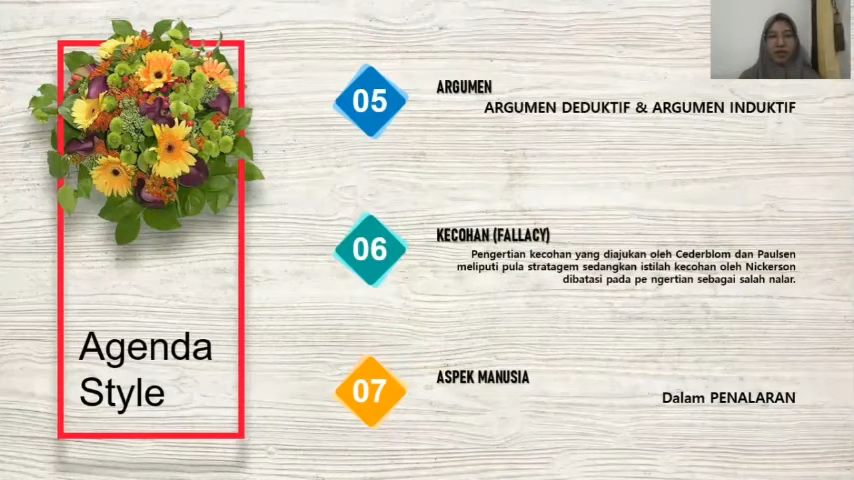 Agenda
Style
05
ARGUMEN
ARGUMEN DEDUKTIF & ARGUMEN INDUKTIF
06
KECOHAN (FALLACY)
Pengertian kecohan yang diajukan oleh Cederblom dan Paulsen
meliputi pula stratagem sedangkan istilah kecohan oleh Nickerson
dibatasi pada pe ngertian sebagai salah nalar.
07
ASPEK MANUSIA
Dalam PENALARAN